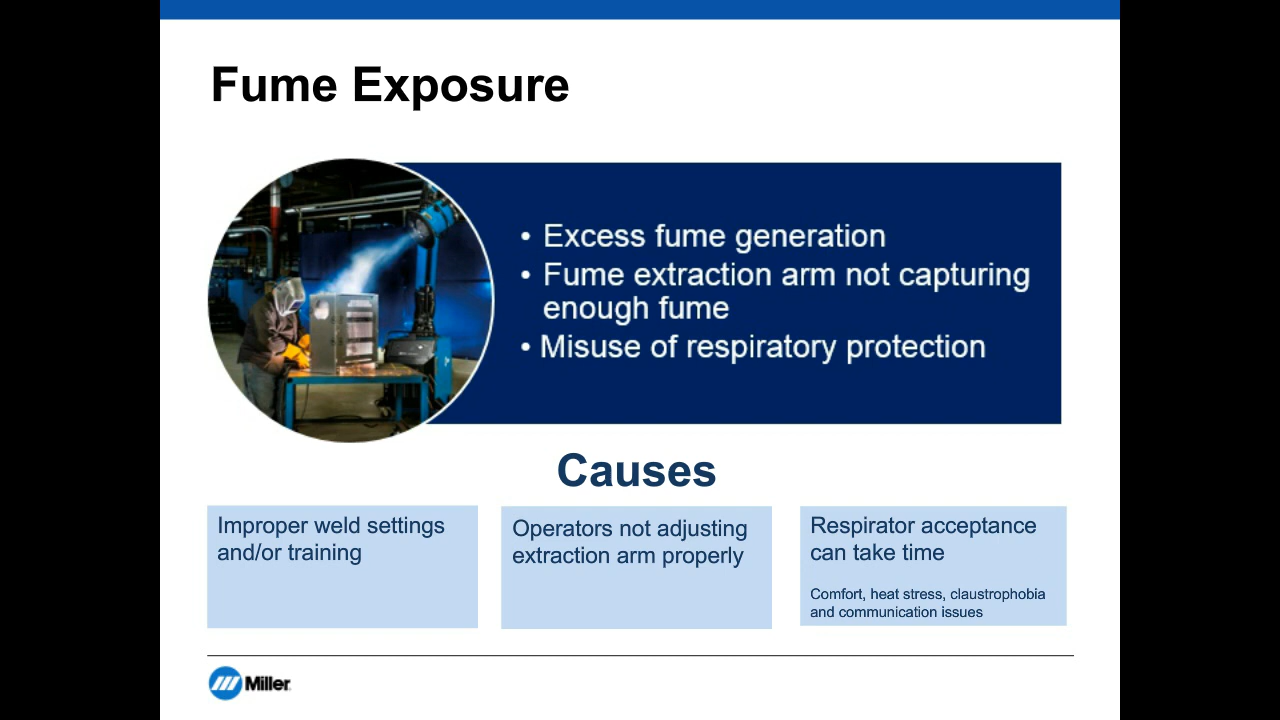 Fume Exposure
• Excess fume generation
• Fume extraction arm not capturing
enough fume
• Misuse of respiratory protection
Causes
Improper weld settings
and/or training
Operators not adjusting
extraction arm properly
Respirator acceptance
can take time
Comfort, heat stress, claustrophobia
and communication issues
Miller